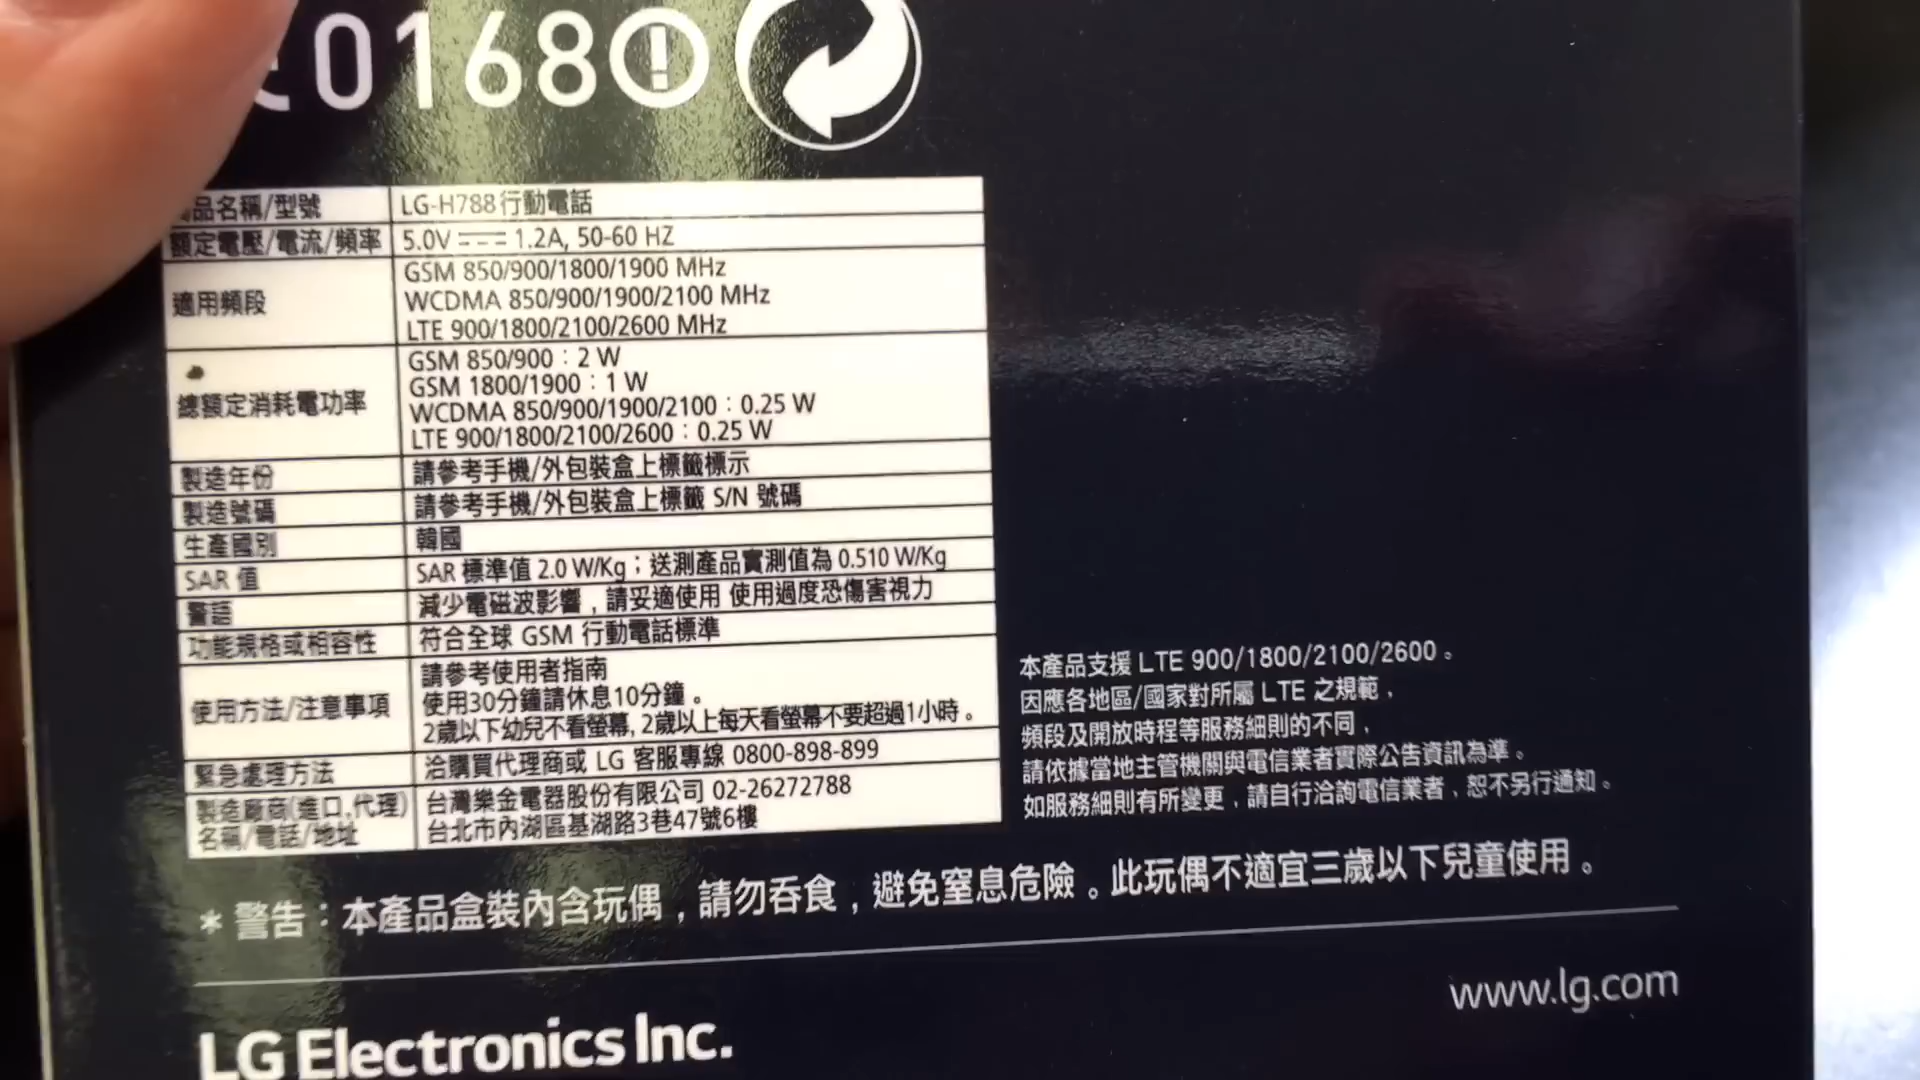 0168
商品名稱/型號 LG-H788行動電話
額定電壓/電流/頻率 5.0V 1.2A, 50-60 HZ
適用頻段 GSM 850/900/1800/1900 MHz
WCDMA 850/900/1900/2100 MHz
LTE 900/1800/2100/2600 MHz
總額定消耗電功率 GSM 850/900：2 W
GSM 1800/1900：1 W
WCDMA 850/900/1900/2100：0.25 W
LTE 900/1800/2100/2600：0.25 W
製造年份 請參考手機/外包裝盒上標籤標示
製造號碼 請參考手機/外包裝盒上標籤 S/N 號碼
生產國別 韓國
SAR 值 SAR 標準值 2.0 W/Kg；送測產品實測值為 0.510 W/Kg
警語 減少電磁波影響，請妥適使用 使用過度恐傷害視力
功能規格或相容性 符合全球 GSM 行動電話標準
使用方法/注意事項 請參考使用者指南
使用30分鐘請休息10分鐘。
2歲以下幼兒不看螢幕, 2歲以上每天看螢幕不要超過1小時。
緊急處理方法 洽購買代理商或 LG 客服專線 0800-898-899
製造廠商(進口,代理) 台灣樂金電器股份有限公司 02-26272788
名稱/電話/地址 台北市內湖區基湖路3巷47號6樓
本產品支援 LTE 900/1800/2100/2600。
因應各地區/國家對所屬 LTE 之規範，
頻段及開放時程等服務細則的不同，
請依據當地主管機關與電信業者實際公告資訊為準。
如服務細則有所變更，請自行洽詢電信業者，恕不另行通知。
＊警告：本產品盒裝內含玩偶，請勿吞食，避免窒息危險。此玩偶不適宜三歲以下兒童使用。
www.lg.com
LG Electronics Inc.